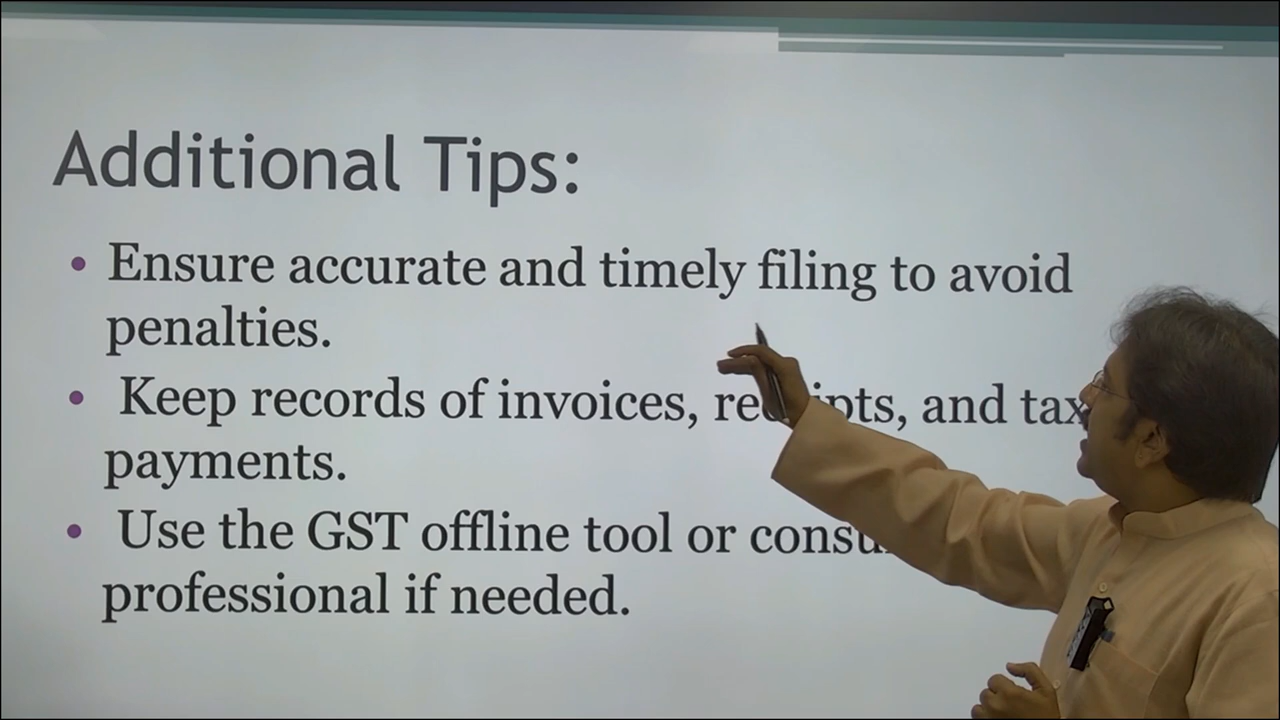 Additional Tips:
• Ensure accurate and timely filing to avoid
penalties.
• Keep records of invoices, receipts, and tax
payments.
• Use the GST offline tool or
professional if needed.